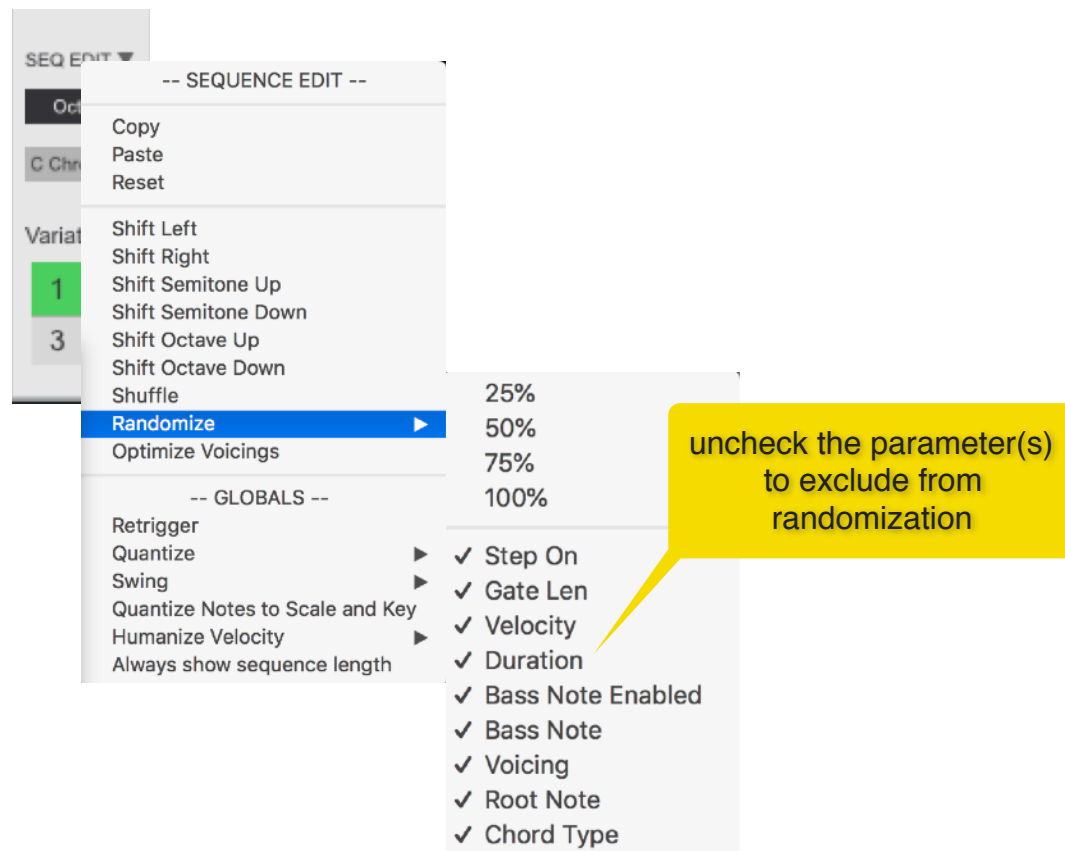 SEQ EDIT ▼
Oct
C Chr
Variat
1
3
-- SEQUENCE EDIT --
Copy
Paste
Reset
Shift Left
Shift Right
Shift Semitone Up
Shift Semitone Down
Shift Octave Up
Shift Octave Down
Shuffle
Randomize ▶
Optimize Voicings
-- GLOBALS --
Retrigger
Quantize ▶
Swing ▶
Quantize Notes to Scale and Key
Humanize Velocity ▶
Always show sequence length
25%
50%
75%
100%
✓ Step On
✓ Gate Len
✓ Velocity
✓ Duration
✓ Bass Note Enabled
✓ Bass Note
✓ Voicing
✓ Root Note
✓ Chord Type
uncheck the parameter(s)
to exclude from
randomization